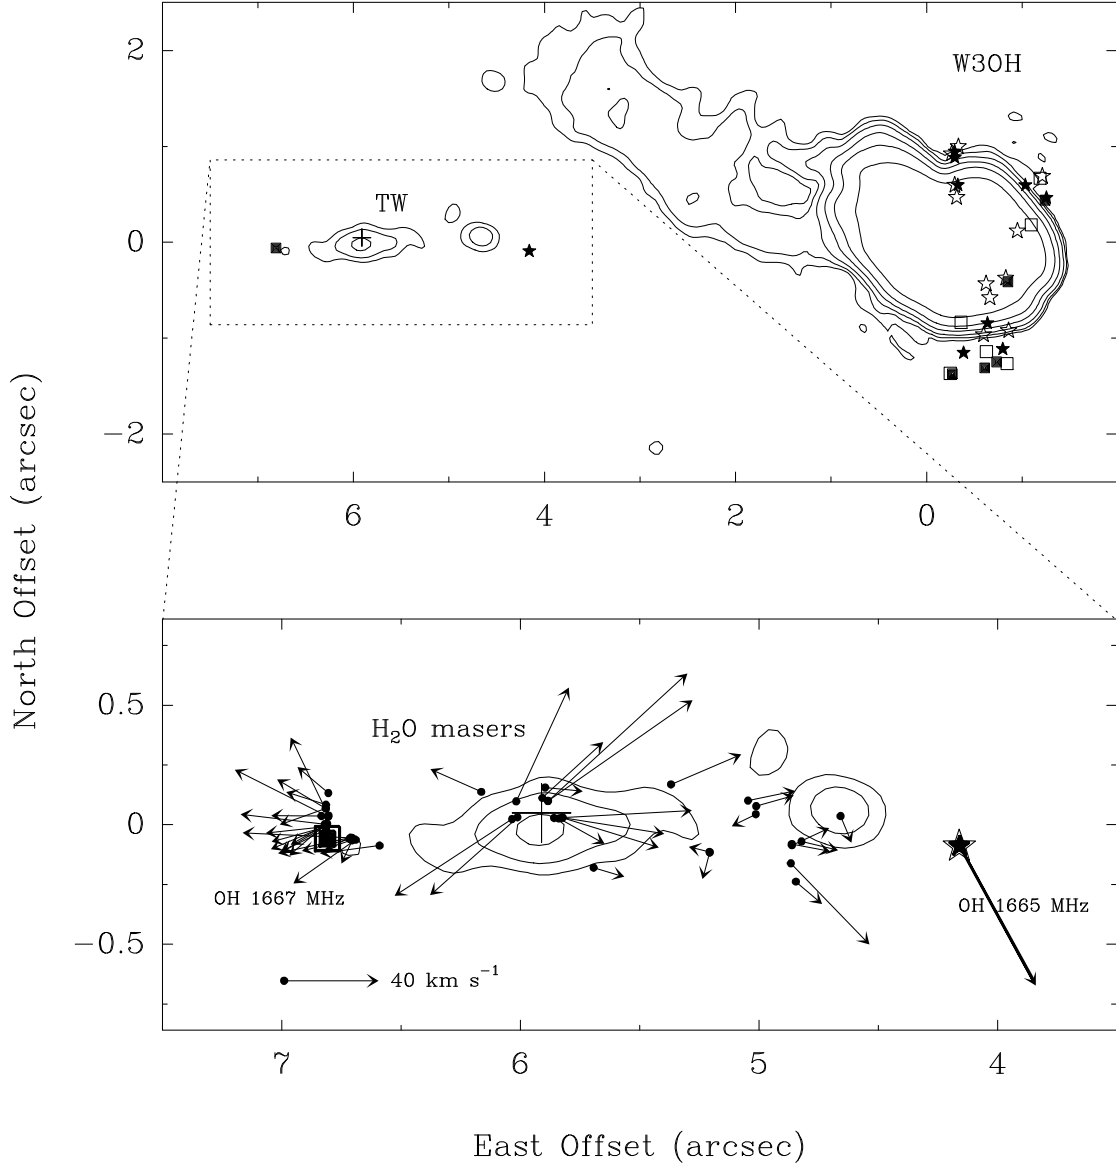 2
W3OH
TW
0
−2
6
4
2
0
North Offset (arcsec)
0.5
H₂O masers
0
OH 1667 MHz
OH 1665 MHz
−0.5
40 km s⁻¹
7
6
5
4
East Offset (arcsec)